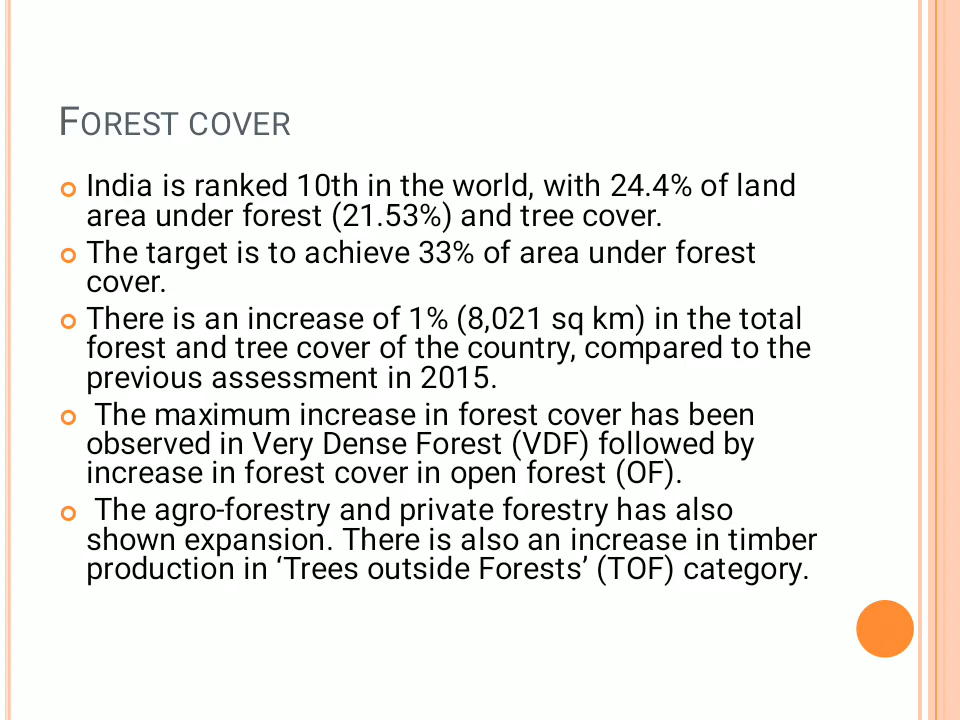 FOREST COVER
India is ranked 10th in the world, with 24.4% of land
area under forest (21.53%) and tree cover.
The target is to achieve 33% of area under forest
cover.
There is an increase of 1% (8,021 sq km) in the total
forest and tree cover of the country, compared to the
previous assessment in 2015.
The maximum increase in forest cover has been
observed in Very Dense Forest (VDF) followed by
increase in forest cover in open forest (OF).
The agro-forestry and private forestry has also
shown expansion. There is also an increase in timber
production in ‘Trees outside Forests’ (TOF) category.